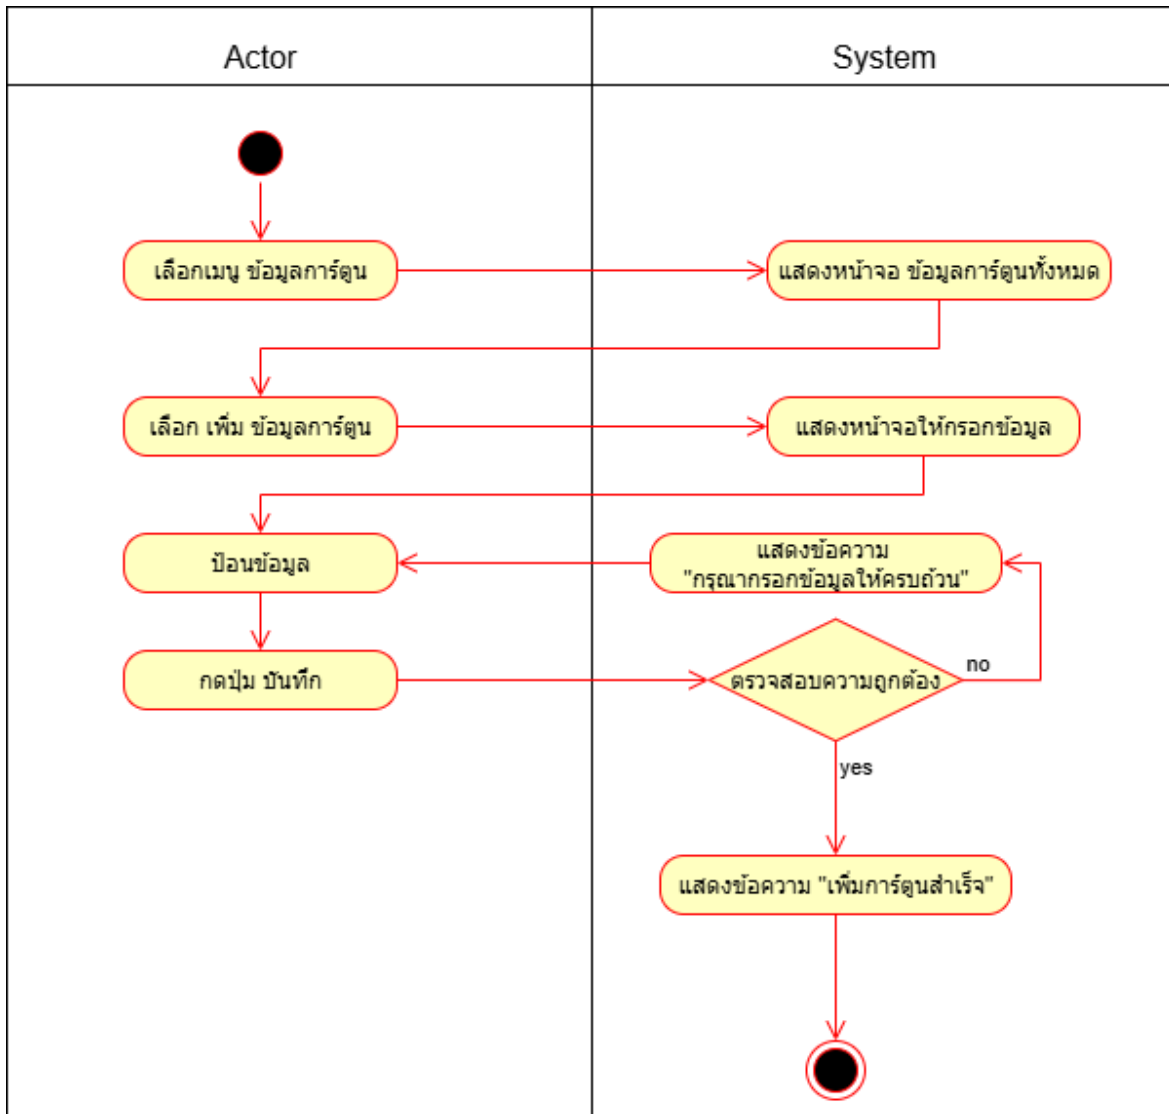 Actor
System
เลือกเมนู ข้อมูลการ์ตูน
แสดงหน้าจอ ข้อมูลการ์ตูนทั้งหมด
เลือก เพิ่ม ข้อมูลการ์ตูน
แสดงหน้าจอให้กรอกข้อมูล
ป้อนข้อมูล
แสดงข้อความ
"กรุณากรอกข้อมูลให้ครบถ้วน"
กดปุ่ม บันทึก
ตรวจสอบความถูกต้อง
no
yes
แสดงข้อความ "เพิ่มการ์ตูนสำเร็จ"